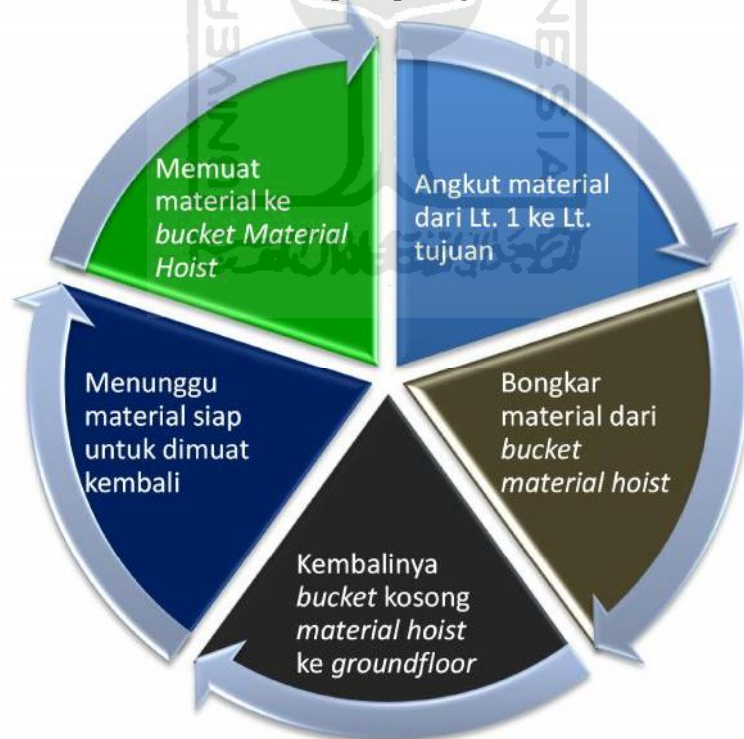 Memuat
material ke
bucket Material
Hoist
Angkut material
dari Lt. 1 ke Lt.
tujuan
Bongkar
material dari
bucket
material hoist
Kembalinya
bucket kosong
material hoist
ke groundfloor
Menunggu
material siap
untuk dimuat
kembali